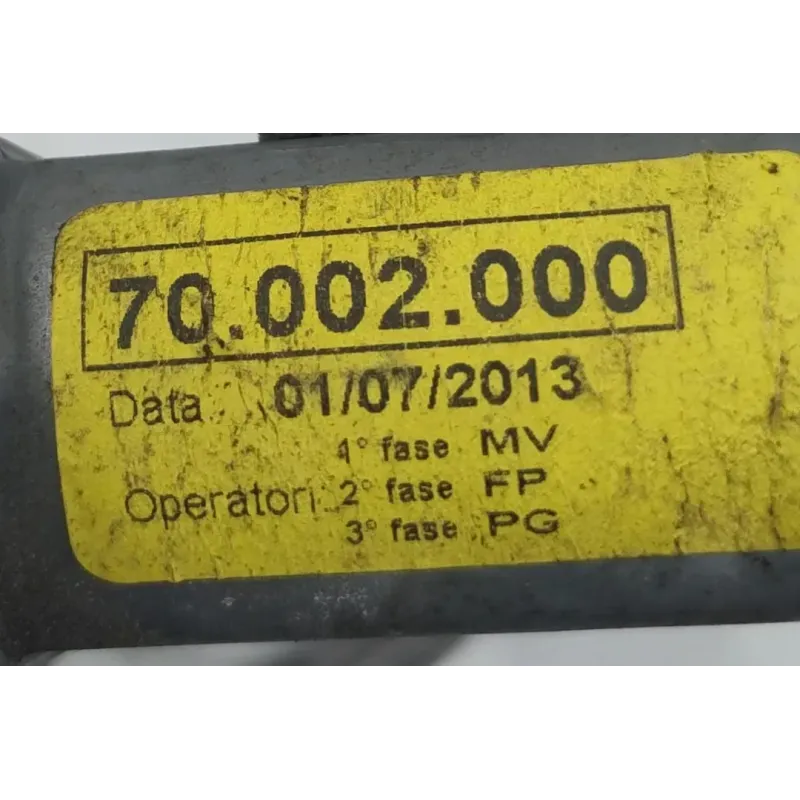 70.002.000
Data: 01/07/2013
1° fase MV
Operatori: 2° fase FP
3° fase PG